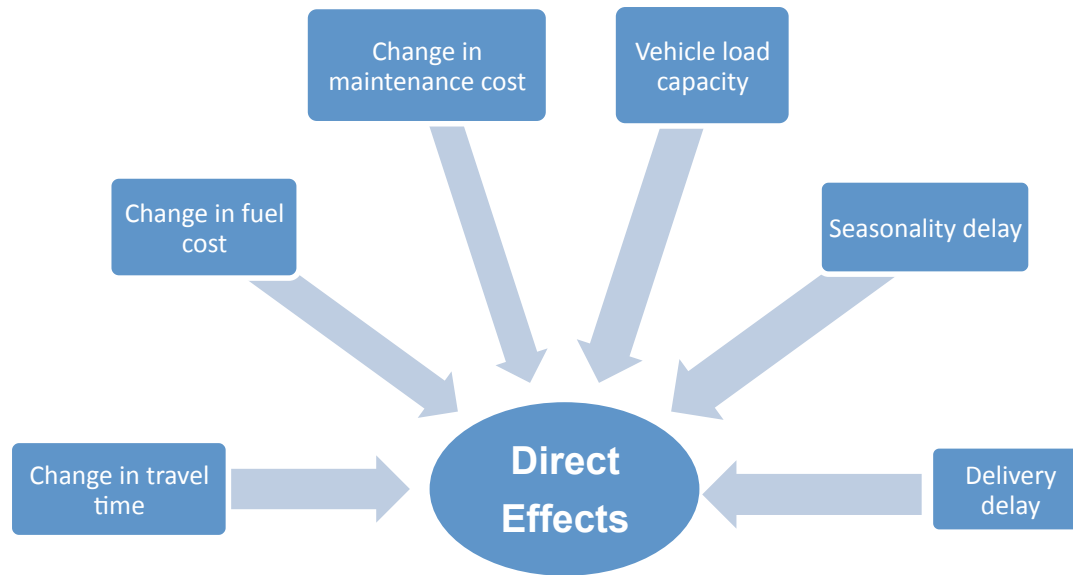 Change in
maintenance cost
Vehicle load
capacity
Change in fuel
cost
Seasonality delay
Change in travel
time
Direct
Effects
Delivery
delay